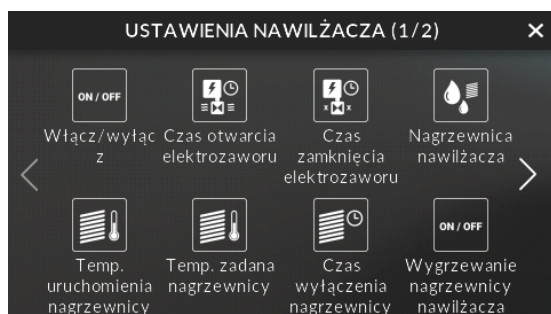 USTAWIENIA NAWILŻACZA (1/2)
ON / OFF
Włącz/wyłąc
z
Czas otwarcia
elektrozaworu
Czas
zamknięcia
elektrozaworu
Nagrzewnica
nawilżacza
Temp.
uruchomienia
nagrzewnicy
Temp. zadana
nagrzewnicy
Czas
wyłączenia
nagrzewnicy
ON / OFF
Wygrzewanie
nagrzewnicy
nawilżacza